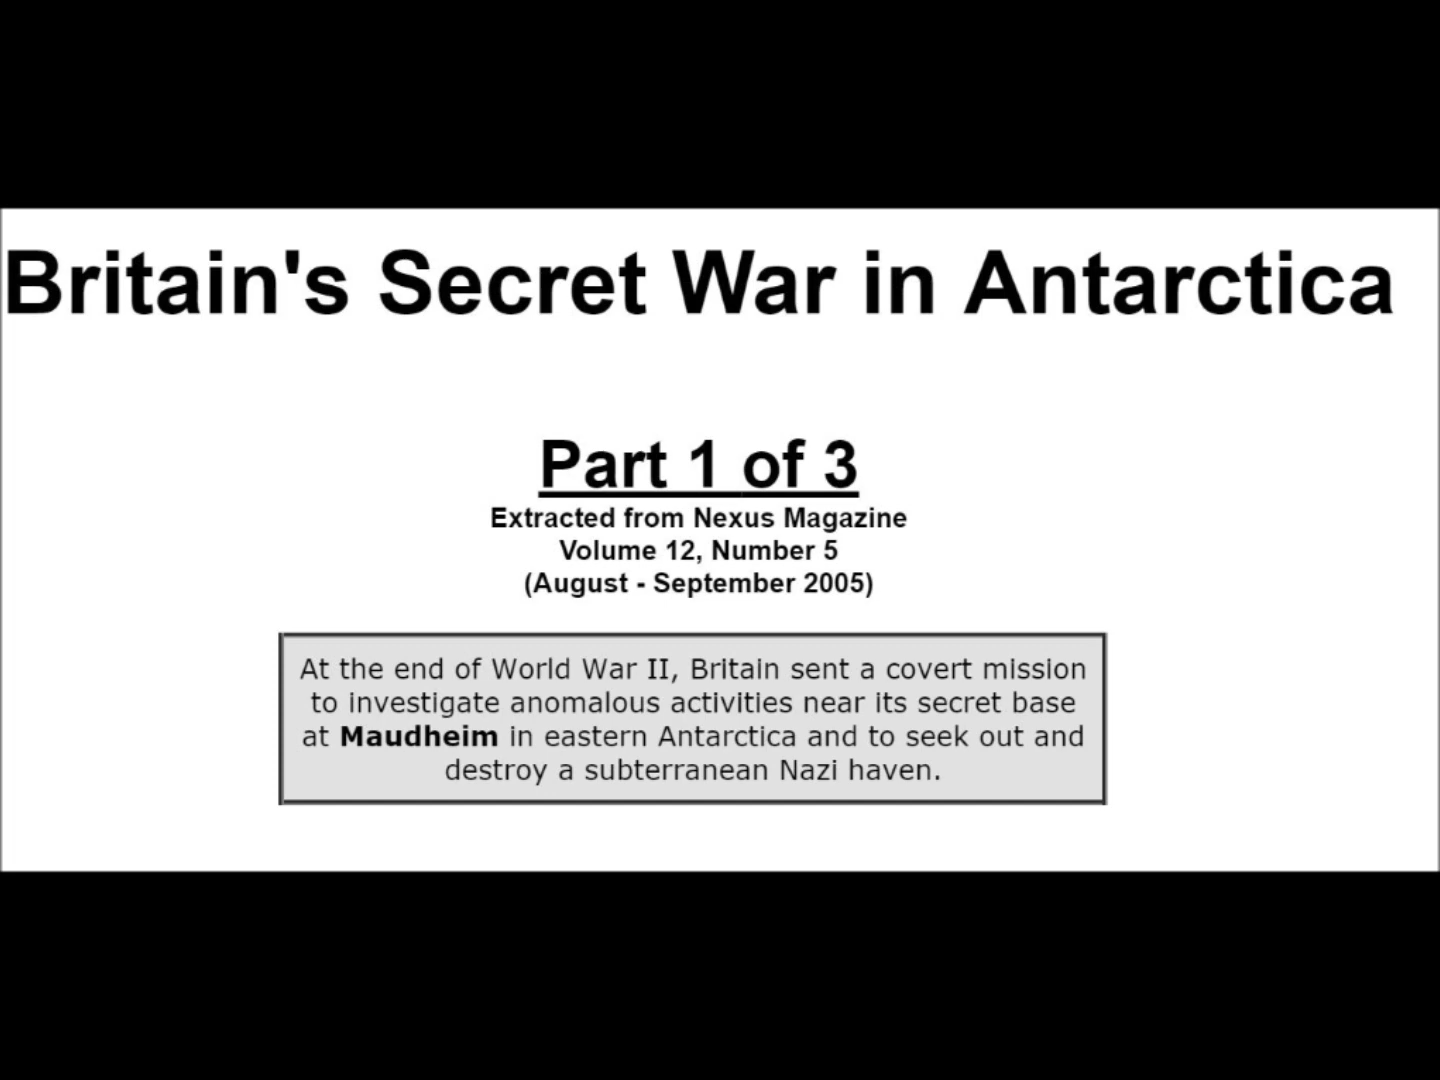 Britain's Secret War in Antarctica
Part 1 of 3
Extracted from Nexus Magazine
Volume 12, Number 5
(August - September 2005)
At the end of World War II, Britain sent a covert mission
to investigate anomalous activities near its secret base
at Maudheim in eastern Antarctica and to seek out and
destroy a subterranean Nazi haven.